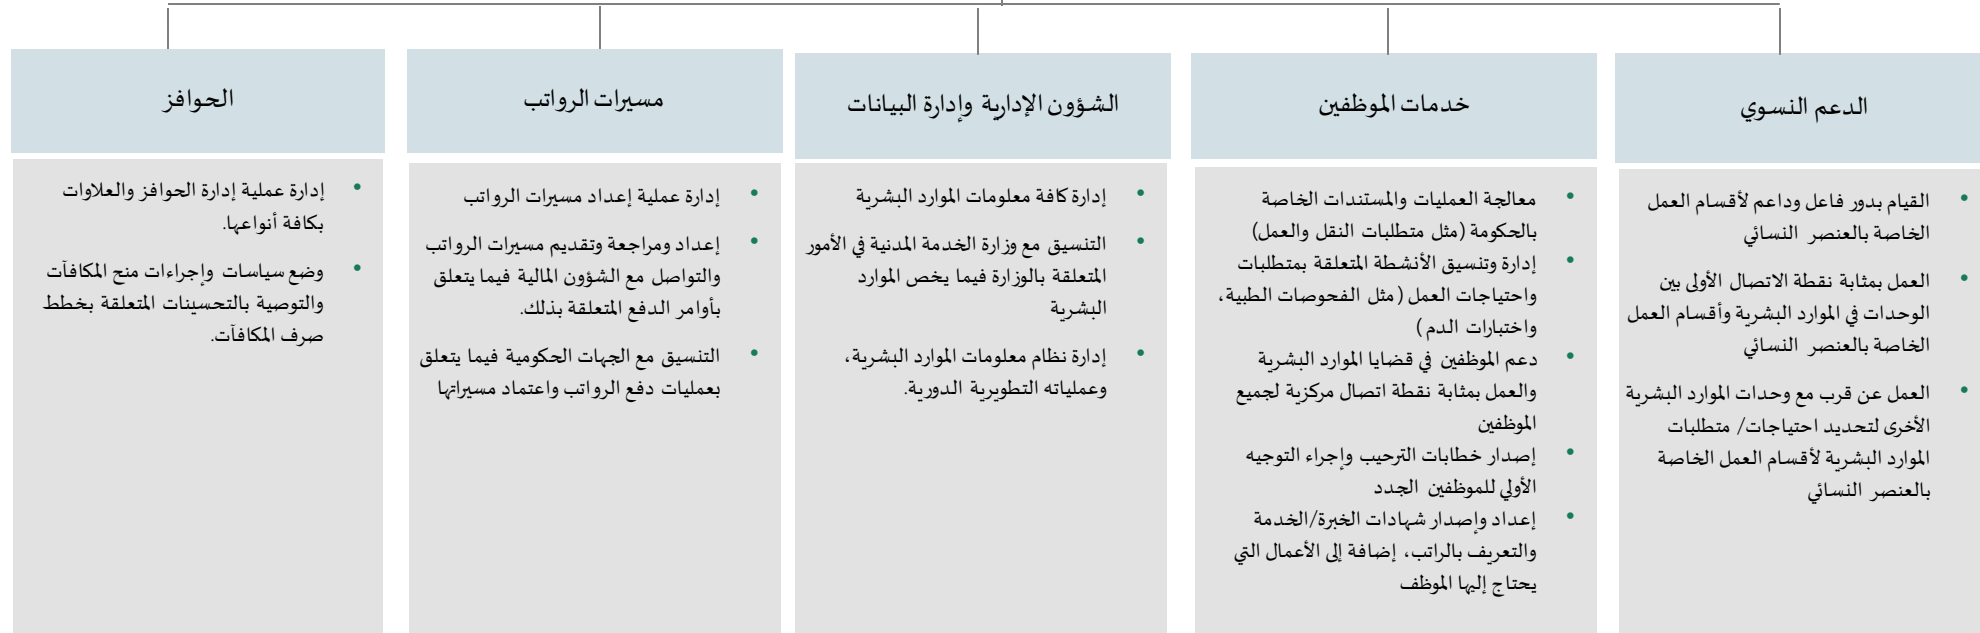 الدعم النسوي
القيام بدور فاعل وداعم لأقسام العمل
الخاصة بالعنصر النسائي
العمل بمثابة نقطة الاتصال الأولى بين
الوحدات في الموارد البشرية وأقسام العمل
الخاصة بالعنصر النسائي
العمل عن قرب مع وحدات الموارد البشرية
الأخرى لتحديد احتياجات/ متطلبات
الموارد البشرية لأقسام العمل الخاصة
بالعنصر النسائي
خدمات الموظفين
معالجة العمليات والمستندات الخاصة
بالحكومة (مثل متطلبات النقل والعمل)
إدارة وتنسيق الأنشطة المتعلقة بمتطلبات
واحتياجات العمل (مثل الفحوصات الطبية،
واختبارات الدم)
دعم الموظفين في قضايا الموارد البشرية
والعمل بمثابة نقطة اتصال مركزية لجميع
الموظفين
إصدار خطابات الترحيب وإجراء التوجيه
الأولي للموظفين الجدد
إعداد وإصدار شهادات الخبرة/الخدمة
والتعريف بالراتب، إضافة إلى الأعمال التي
يحتاج إليها الموظف
الشؤون الإدارية وإدارة البيانات
إدارة كافة معلومات الموارد البشرية
التنسيق مع وزارة الخدمة المدنية في الأمور
المتعلقة بالوزارة فيما يخص الموارد
البشرية
إدارة نظام معلومات الموارد البشرية،
وعملياته التطويرية الدورية.
مسيرات الرواتب
إدارة عملية إعداد مسيرات الرواتب
إعداد ومراجعة وتقديم مسيرات الرواتب
والتواصل مع الشؤون المالية فيما يتعلق
بأوامر الدفع المتعلقة بذلك.
التنسيق مع الجهات الحكومية فيما يتعلق
بعمليات دفع الرواتب واعتماد مسيراتها
الحوافز
إدارة عملية إدارة الحوافز والعلاوات
بكافة أنواعها.
وضع سياسات وإجراءات منح المكافآت
والتوصية بالتحسينات المتعلقة بخطط
صرف المكافآت.